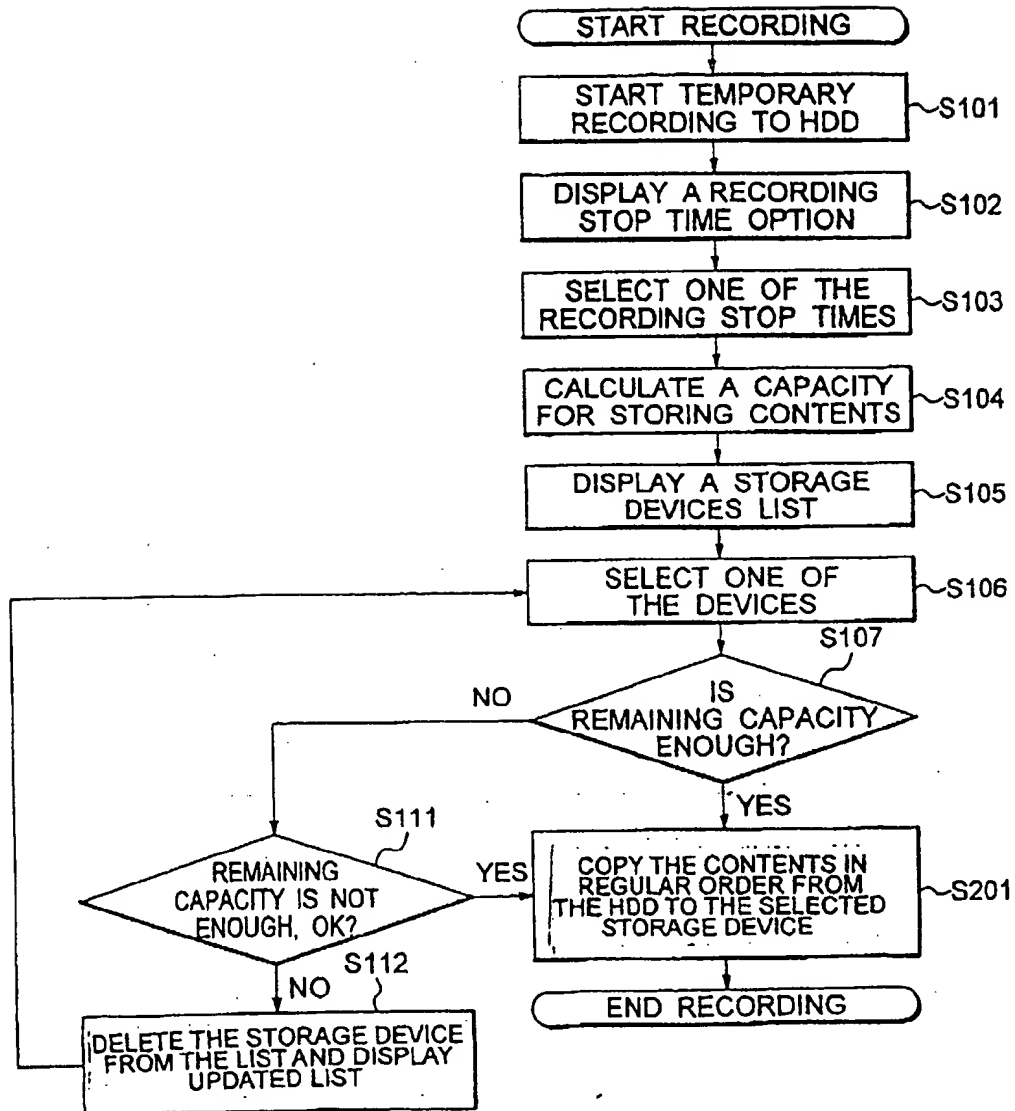 START RECORDING
START TEMPORARY
RECORDING TO HDD
S101
DISPLAY A RECORDING
STOP TIME OPTION
S102
SELECT ONE OF THE
RECORDING STOP TIMES
S103
CALCULATE A CAPACITY
FOR STORING CONTENTS
S104
DISPLAY A STORAGE
DEVICES LIST
S105
SELECT ONE OF
THE DEVICES
S106
S107
IS
REMAINING CAPACITY
ENOUGH?
NO
YES
S111
REMAINING
CAPACITY IS NOT
ENOUGH, OK?
YES
NO
COPY THE CONTENTS IN
REGULAR ORDER FROM
THE HDD TO THE SELECTED
STORAGE DEVICE
S201
S112
DELETE THE STORAGE DEVICE
FROM THE LIST AND DISPLAY
UPDATED LIST
END RECORDING